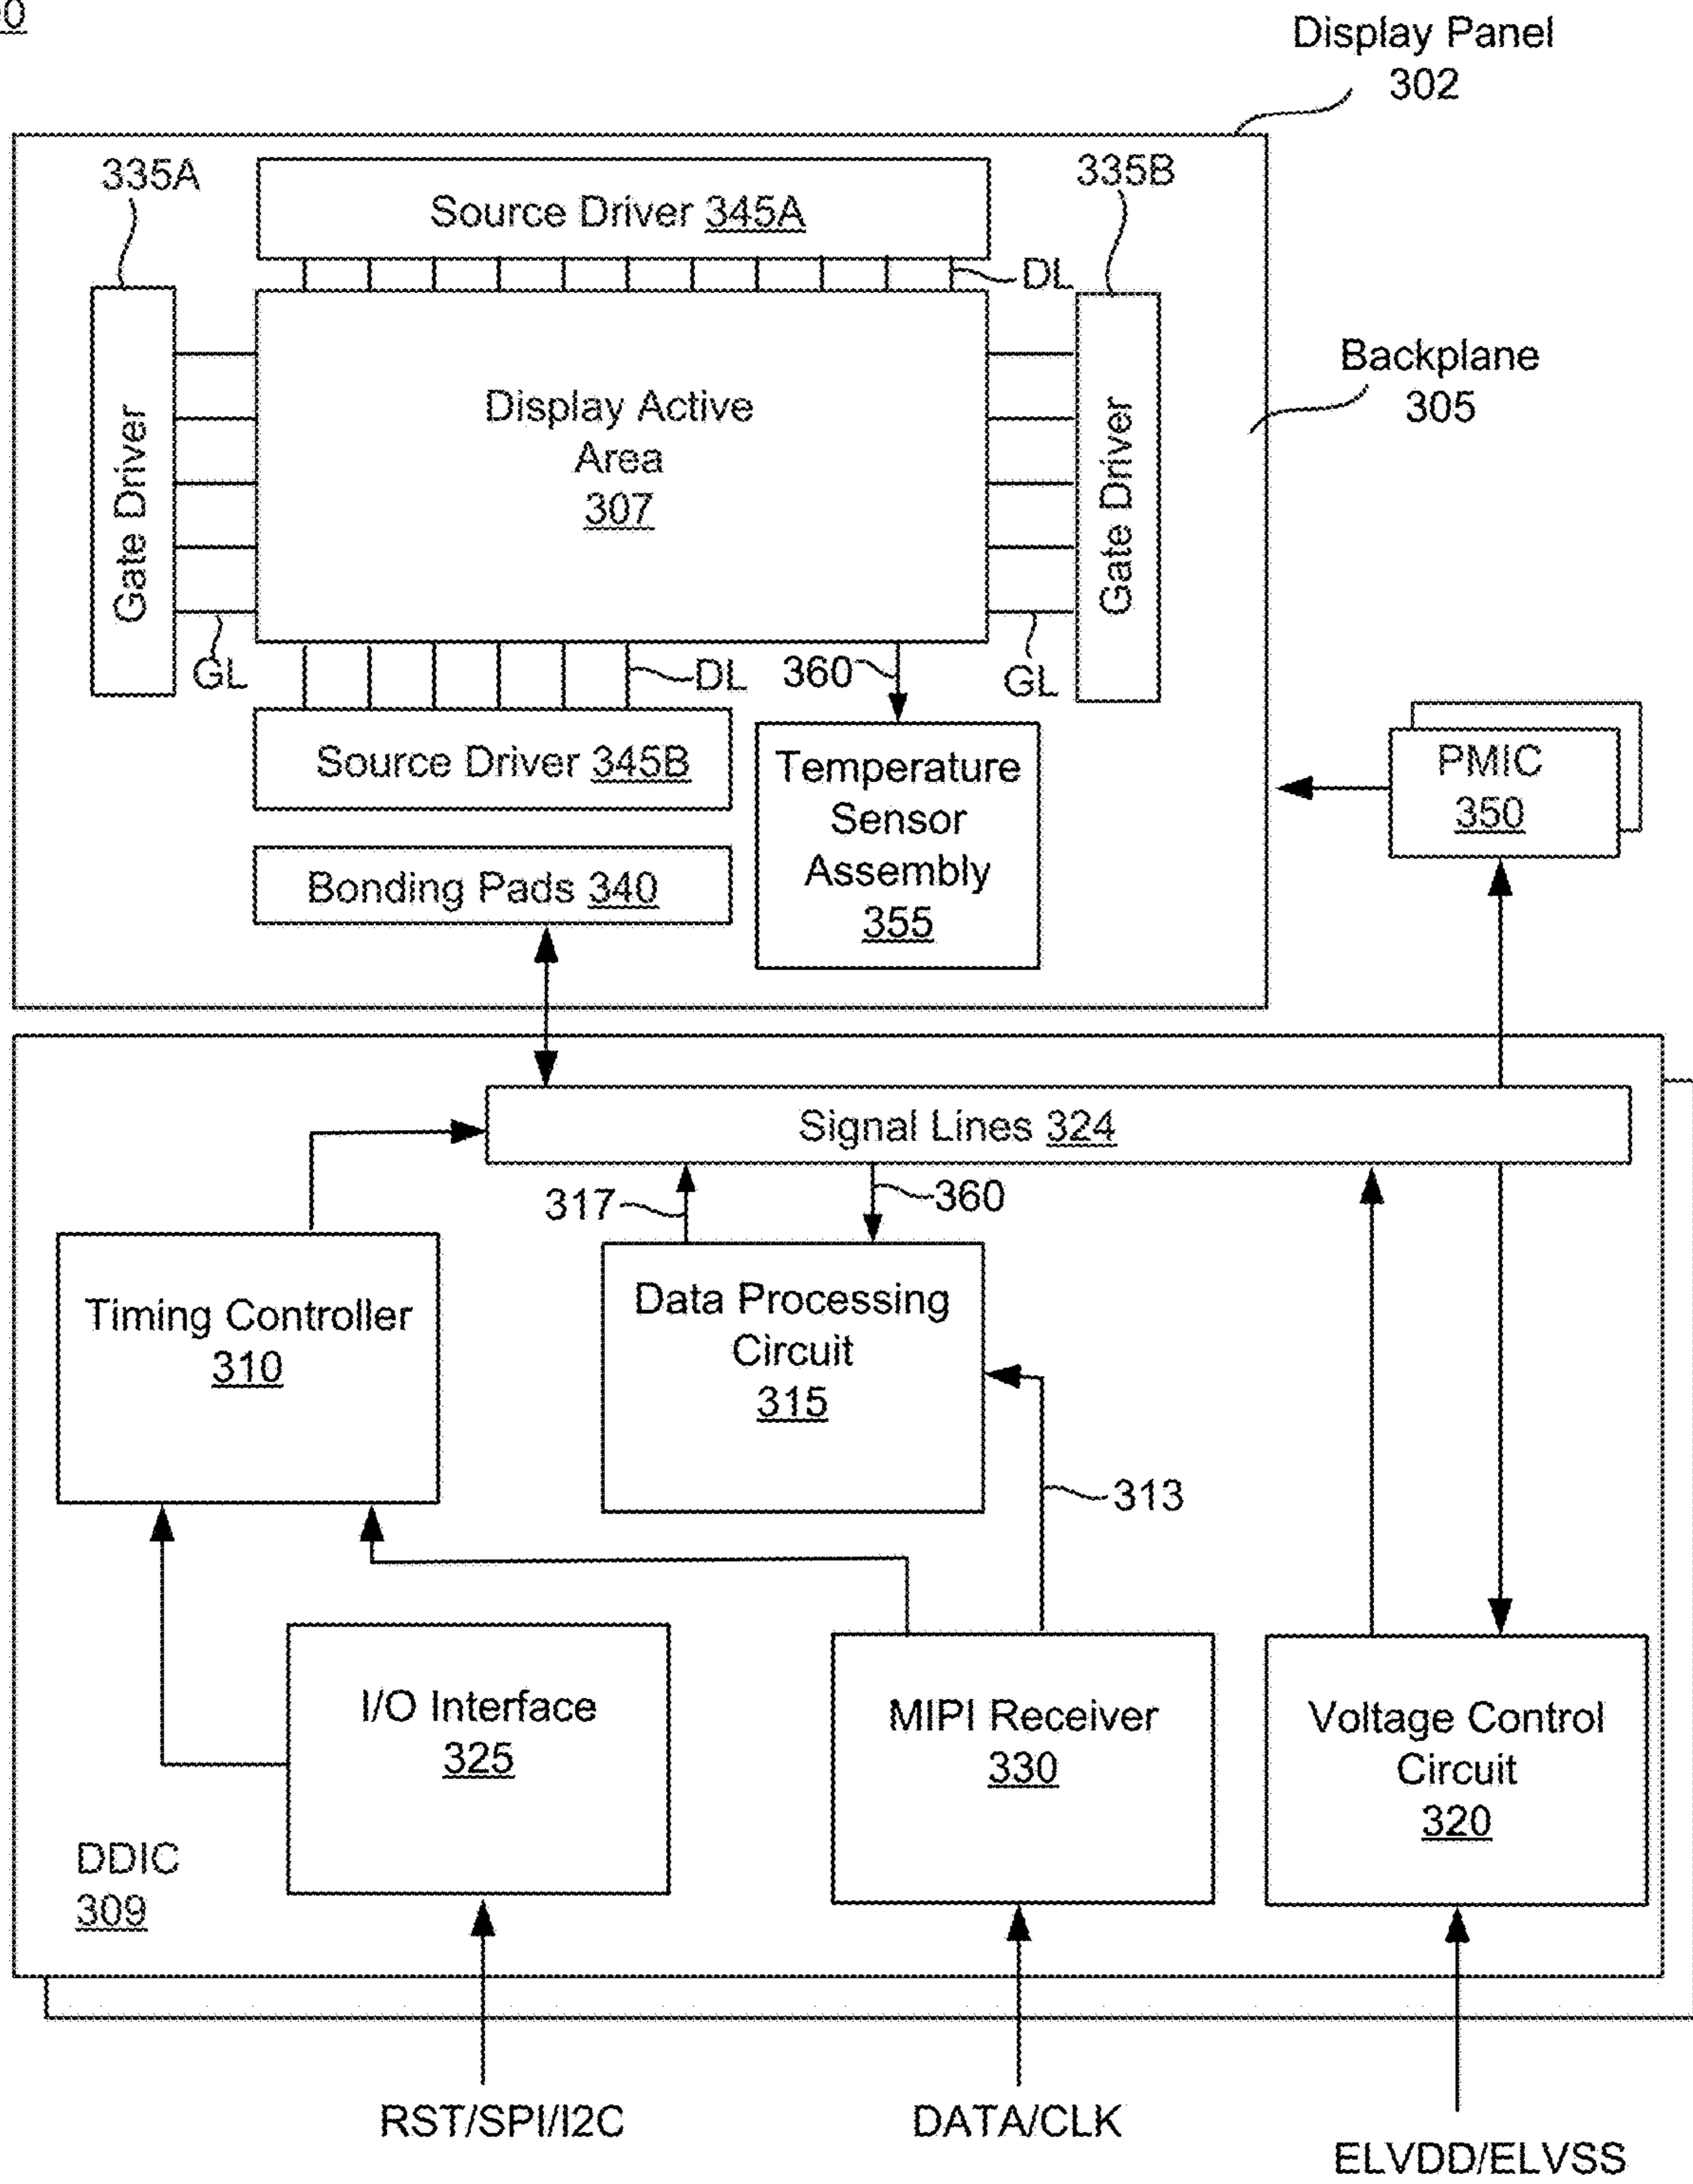 Display Panel
302
335A
Source Driver 345A
335B
DL
Backplane
305
Gate Driver
Display Active
Area
307
Gate Driver
GL
DL
360
GL
Source Driver 345B
Temperature
Sensor
Assembly
355
PMIC
350
Bonding Pads 340
Signal Lines 324
317
360
Timing Controller
310
Data Processing
Circuit
315
313
I/O Interface
325
MIPI Receiver
330
Voltage Control
Circuit
320
DDIC
309
RST/SPI/I2C
DATA/CLK
ELVDD/ELVSS